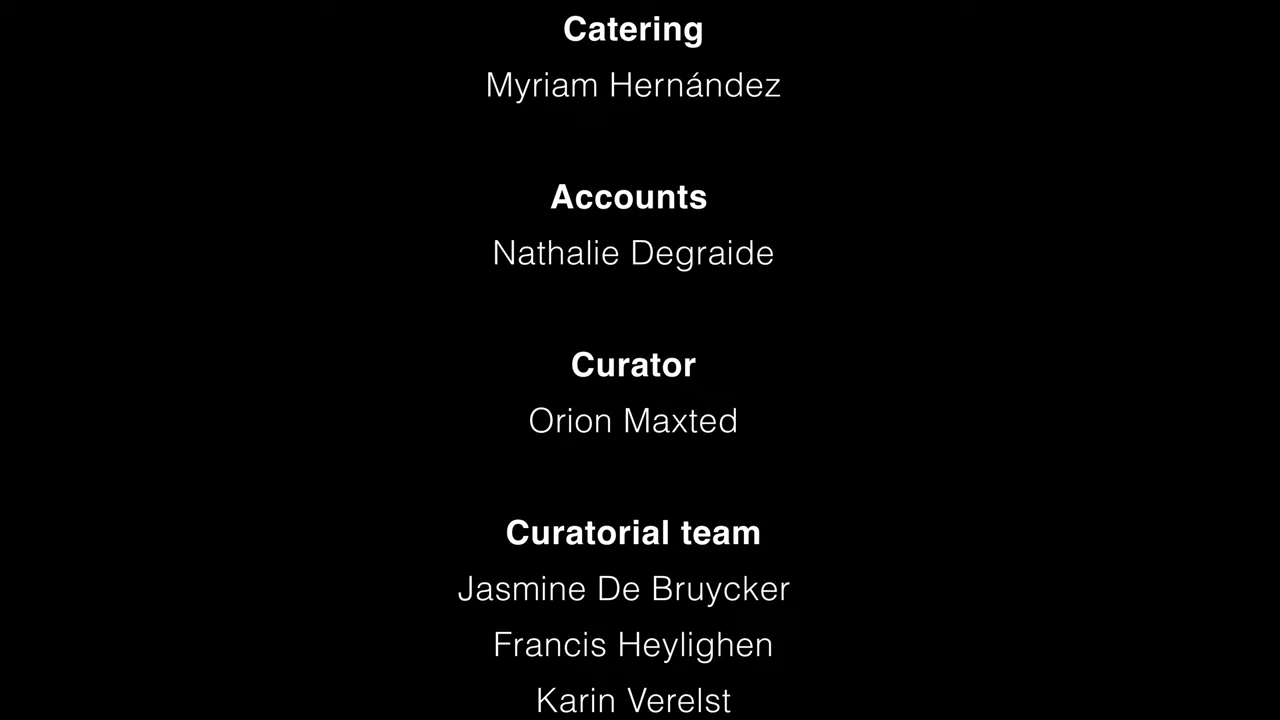 Catering
Myriam Hernández
Accounts
Nathalie Degraide
Curator
Orion Maxted
Curatorial team
Jasmine De Bruycker
Francis Heylighen
Karin Verelst